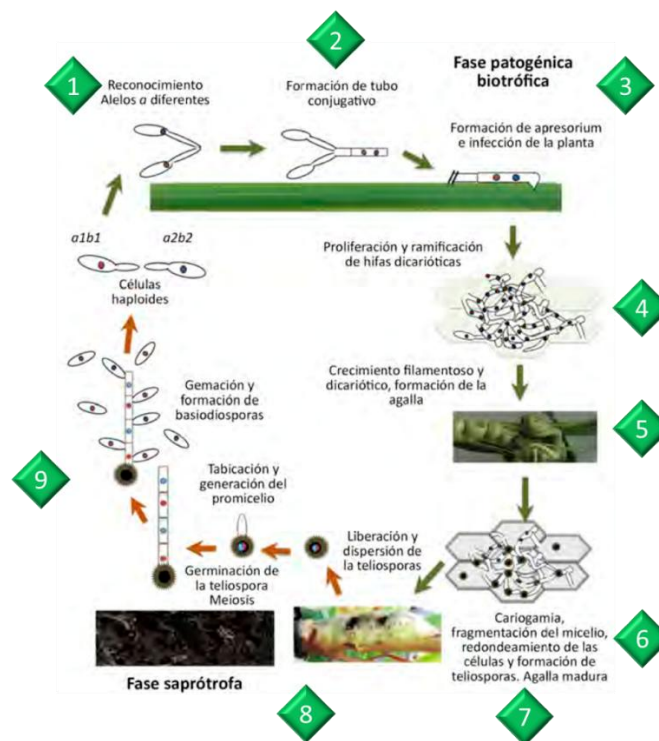 1
Reconocimiento
Alelos a diferentes
2
Formación de tubo
conjugativo
Fase patogénica
biotrófica
3
Formación de apresorium
e infección de la planta
a1b1
a2b2
Células
haploides
Proliferación y ramificación
de hifas dicarióticas
4
Crecimiento filamentoso y
dicariótico, formación de la
agalla
5
Cariogamia,
fragmentación del micelio,
redondeamiento de las
células y formación de
teliosporas. Agalla madura
6
7
Liberación y
dispersión de la
teliosporas
8
Germinación de
la teliospora
Meiosis
Fase saprótrofa
Tabicación y
generación del
promicelio
Gemación y
formación de
basiodiosporas
9